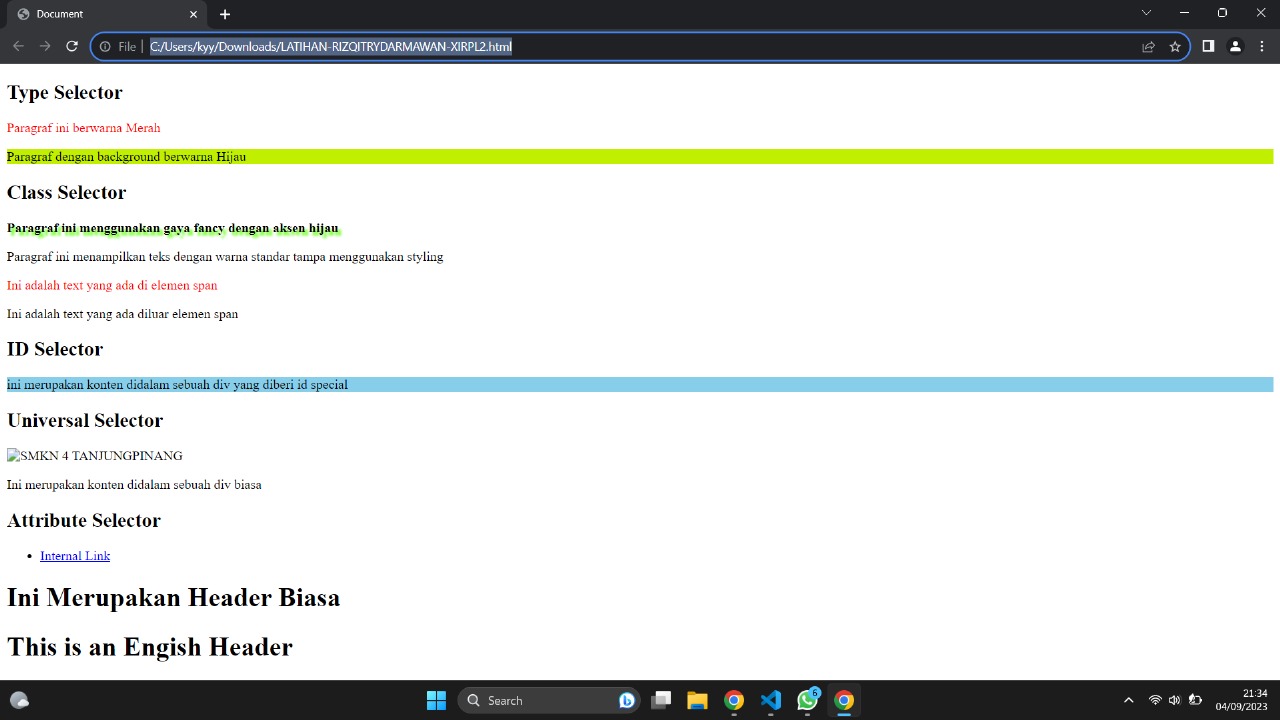 Document
File
C:/Users/kyy/Downloads/LATIHAN-RIZQITRYDARMAWAN-XIRPL2.html
Type Selector
Paragraf ini berwarna Merah
Paragraf dengan background berwarna Hijau
Class Selector
Paragraf ini menggunakan gaya fancy dengan aksen hijau
Paragraf ini menampilkan teks dengan warna standar tampa menggunakan styling
Ini adalah text yang ada di elemen span
Ini adalah text yang ada diluar elemen span
ID Selector
ini merupakan konten didalam sebuah div yang diberi id special
Universal Selector
SMKN 4 TANJUNGPINANG
Ini merupakan konten didalam sebuah div biasa
Attribute Selector
Internal Link
Ini Merupakan Header Biasa
This is an Engish Header
Search
6
21:34
04/09/2023